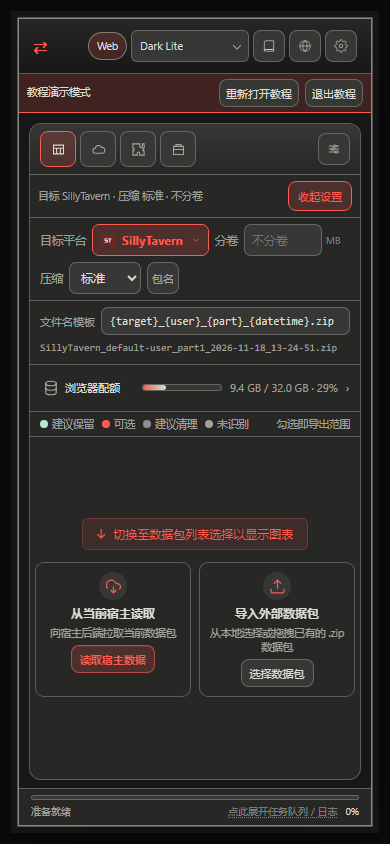 Web
Dark Lite
教程演示模式
重新打开教程
退出教程
目标 SillyTavern · 压缩 标准 · 不分卷
收起设置
目标平台
ST
SillyTavern
分卷
不分卷
MB
压缩
标准
包名
文件名模板
{target}_{user}_{part}_{datetime}.zip
SillyTavern_default-user_part1_2026-11-18_13-24-51.zip
浏览器配额
9.4 GB / 32.0 GB · 29%
建议保留
可选
建议清理
未识别
勾选即导出范围
切换至数据包列表选择以显示图表
从当前宿主读取
向宿主后端拉取当前数据包
读取宿主数据
导入外部数据包
从本地选择或拖拽已有的 .zip
数据包
选择数据包
准备就绪
点此展开任务队列 / 日志
0%